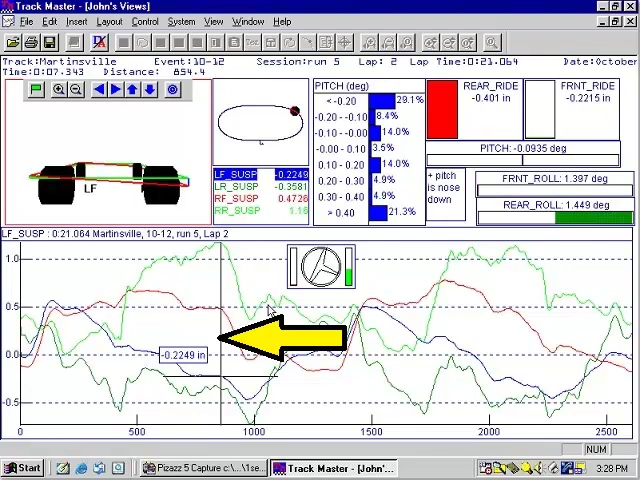 Track Master - [John's Views]
File Edit Insert Layout Control System View Window Help
Track:Martinsville Event:10-12 Session:run 5 Lap: 2 Lap Time:0:21.064 Date:October
Time:0:07.343 Distance: 854.4
LF
LF_SUSP -0.2249
LR_SUSP -0.3581
RF_SUSP 0.4726
RR_SUSP 1.16
PITCH (deg)
< -0.20 29.1%
-0.20 - -0.10 8.4%
-0.10 - -0.00 14.0%
-0.00 - 0.10 3.5%
0.10 - 0.20 14.0%
0.20 - 0.30 4.9%
0.30 - 0.40 4.9%
> 0.40 21.3%
+ pitch
is nose
down
REAR_RIDE
-0.401 in
FRNT_RIDE
-0.2215in
PITCH: -0.0935 deg
FRNT_ROLL: 1.397 deg
REAR_ROLL: 1.449 deg
LF_SUSP : 0:21.064 Martinsville, 10-12, run 5, Lap 2
1.0
0.5
0.0
-0.5
-0.2249 in
0 500 1000 1500 2000 2500
NUM
Start
Pizazz 5 Capture c:\...\1se...
Track Master - [John'...
3:28 PM